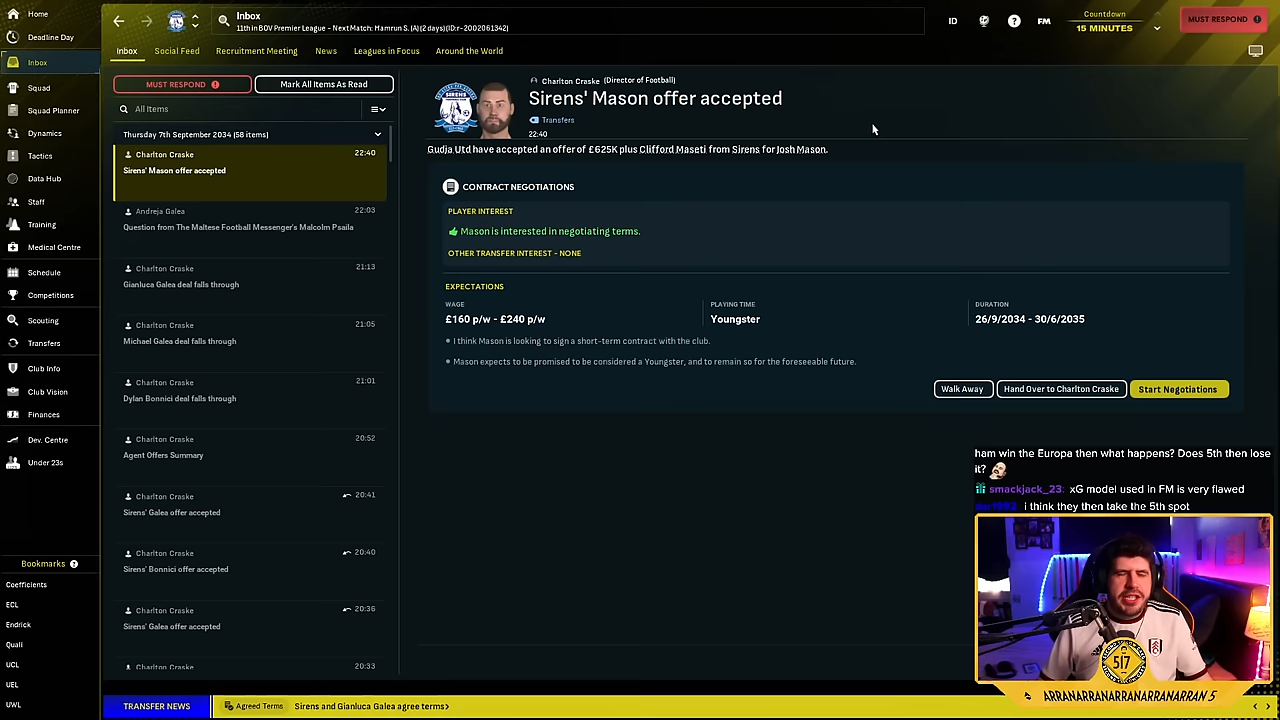 Home
Deadline Day
Inbox
Squad
Squad Planner
Dynamics
Tactics
Data Hub
Staff
Training
Medical Centre
Schedule
Competitions
Scouting
Transfers
Club Info
Club Vision
Finances
Dev. Centre
Under 23s
Bookmarks
Coefficients
ECL
Endrick
Quali
UCL
UEL
UWL
Inbox
11th in BOV Premier League - Next Match: Hamrun S. (A) (2 days) (ID:r-2002061342)
ID
FM
Countdown
15 MINUTES
MUST RESPOND
Inbox
Social Feed
Recruitment Meeting
News
Leagues in Focus
Around the World
MUST RESPOND
Mark All Items As Read
All Items
Thursday 7th September 2034 (58 items)
Charlton Craske 22:40
Sirens' Mason offer accepted
Andreja Galea 22:03
Question from The Maltese Football Messenger's Malcolm Psaila
Charlton Craske 21:13
Gianluca Galea deal falls through
Charlton Craske 21:05
Michael Galea deal falls through
Charlton Craske 21:01
Dylan Bonnici deal falls through
Charlton Craske 20:52
Agent Offers Summary
Charlton Craske 20:41
Sirens' Galea offer accepted
Charlton Craske 20:40
Sirens' Bonnici offer accepted
Charlton Craske 20:36
Sirens' Galea offer accepted
Charlton Craske 20:33
SIRENS
Charlton Craske (Director of Football)
Sirens' Mason offer accepted
Transfers
22:40
Gudja Utd have accepted an offer of £625K plus Clifford Maseti from Sirens for Josh Mason.
CONTRACT NEGOTIATIONS
PLAYER INTEREST
Mason is interested in negotiating terms.
OTHER TRANSFER INTEREST - NONE
EXPECTATIONS
WAGE
£160 p/w - £240 p/w
PLAYING TIME
Youngster
DURATION
26/9/2034 - 30/6/2035
I think Mason is looking to sign a short-term contract with the club.
Mason expects to be promised to be considered a Youngster, and to remain so for the foreseeable future.
Walk Away
Hand Over to Charlton Craske
Start Negotiations
ham win the Europa then what happens? Does 5th then lose
it?
smackjack_23: xG model used in FM is very flawed
i think they then take the 5th spot
517
ARRANARRANARRANARRANARRAN 5
TRANSFER NEWS
Agreed Terms
Sirens and Gianluca Galea agree terms>